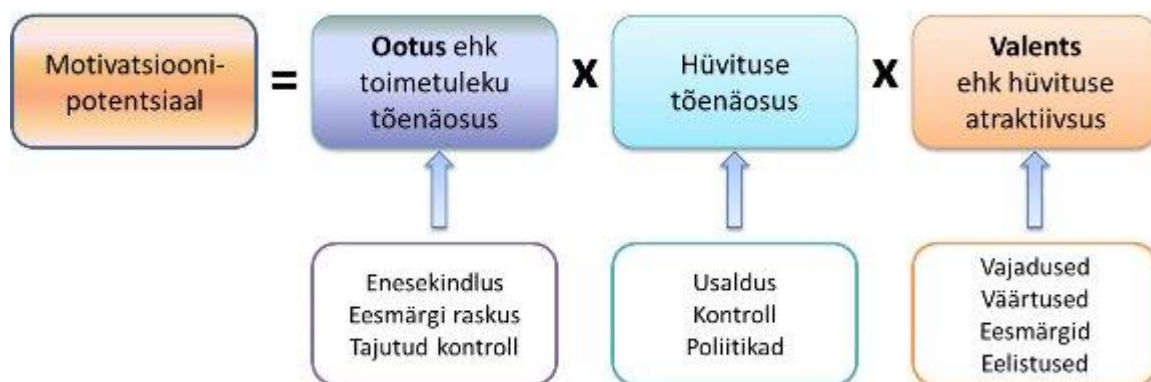 Motivatsiooni-
potentsiaal
=
Ootus ehk
toimetuleku
tõenäosus
X
Hüvituse
tõenäosus
X
Valents
ehk hüvituse
atraktiivsus
Enesekindlus
Eesmärgi raskus
Tajutud kontroll
Usaldus
Kontroll
Poliitikad
Vajadused
Väärtused
Eesmärgid
Eelistused